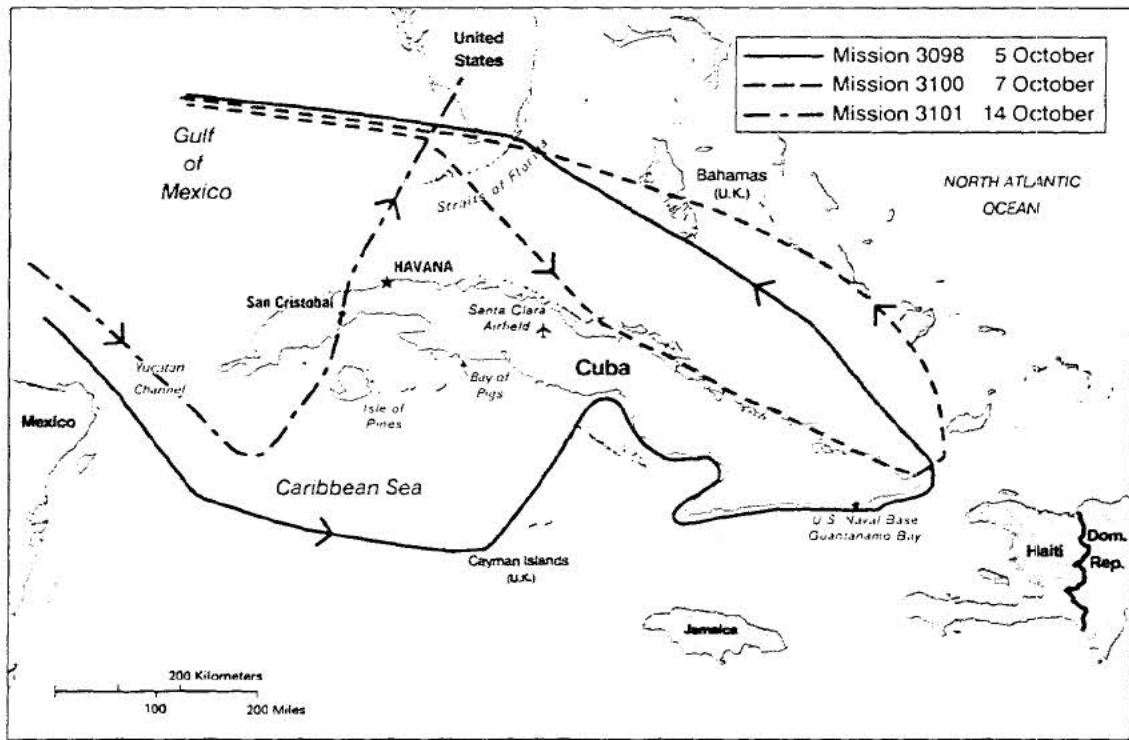 United
States
Mission 3098 5 October
Mission 3100 7 October
Mission 3101 14 October
Gulf
of
Mexico
Straits of Florida
Bahamas
(U.K.)
NORTH ATLANTIC
OCEAN
HAVANA
San Cristobal
Santa Clara
Airfield
Yucatan
Channel
Cuba
Bay of
Pigs
Isle of
Pines
Mexico
Caribbean Sea
U.S. Naval Base
Guantanamo Bay
Cayman Islands
(U.K.)
Haiti
Dom.
Rep.
Jamaica
200 Kilometers
100 200 Miles